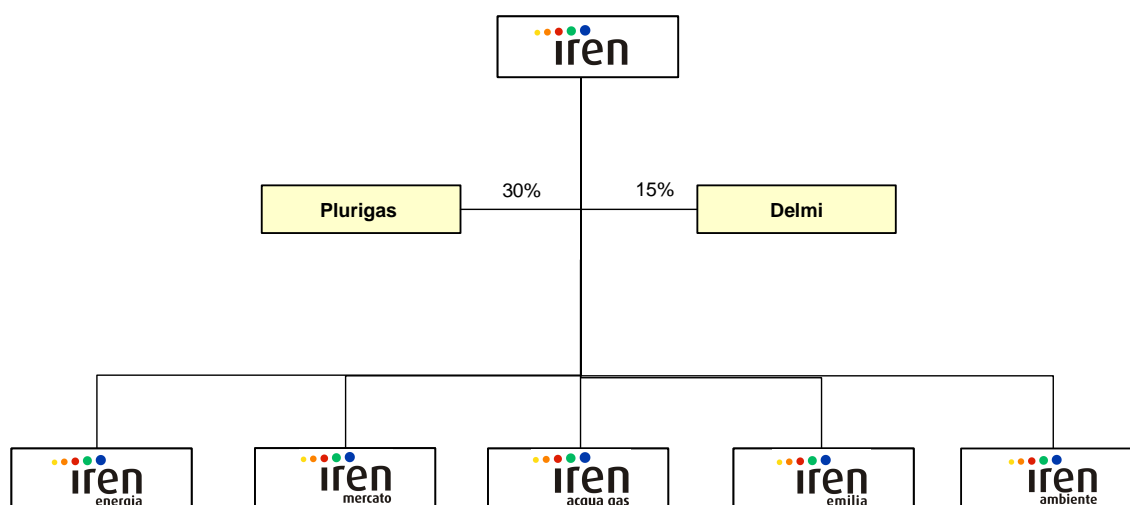 iren
30%
15%
Plurigas
Delmi
iren
energia
iren
mercato
iren
acqua gas
iren
emilia
iren
ambiente